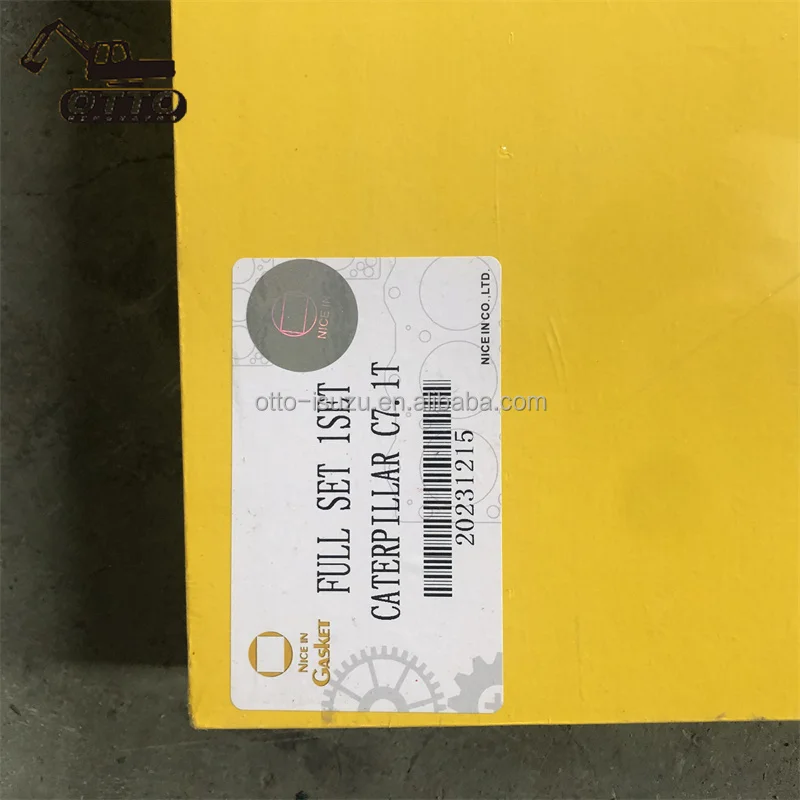 OTTO
NICE IN
NICE IN CO.,LTD.
FULL SET 1SET
CATERPILLAR C7.1T
20231215
NICE IN
GASKET
otto-isuzu.en.alibaba.com